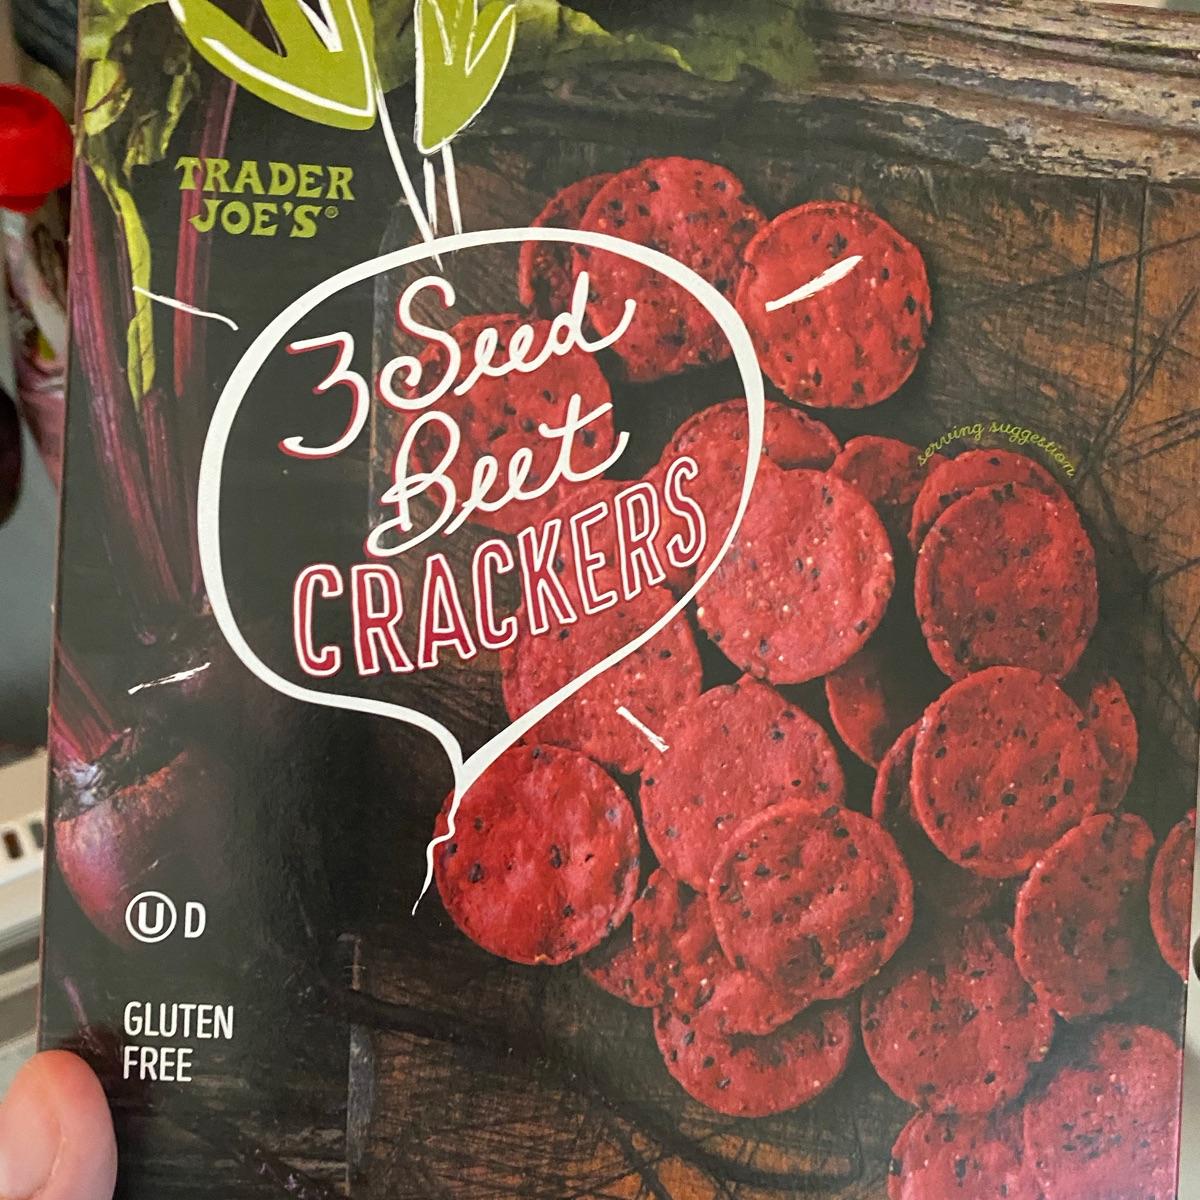 TRADER
JOE'S®
3 Seed
Beet
CRACKERS
serving suggestion
U D
GLUTEN
FREE